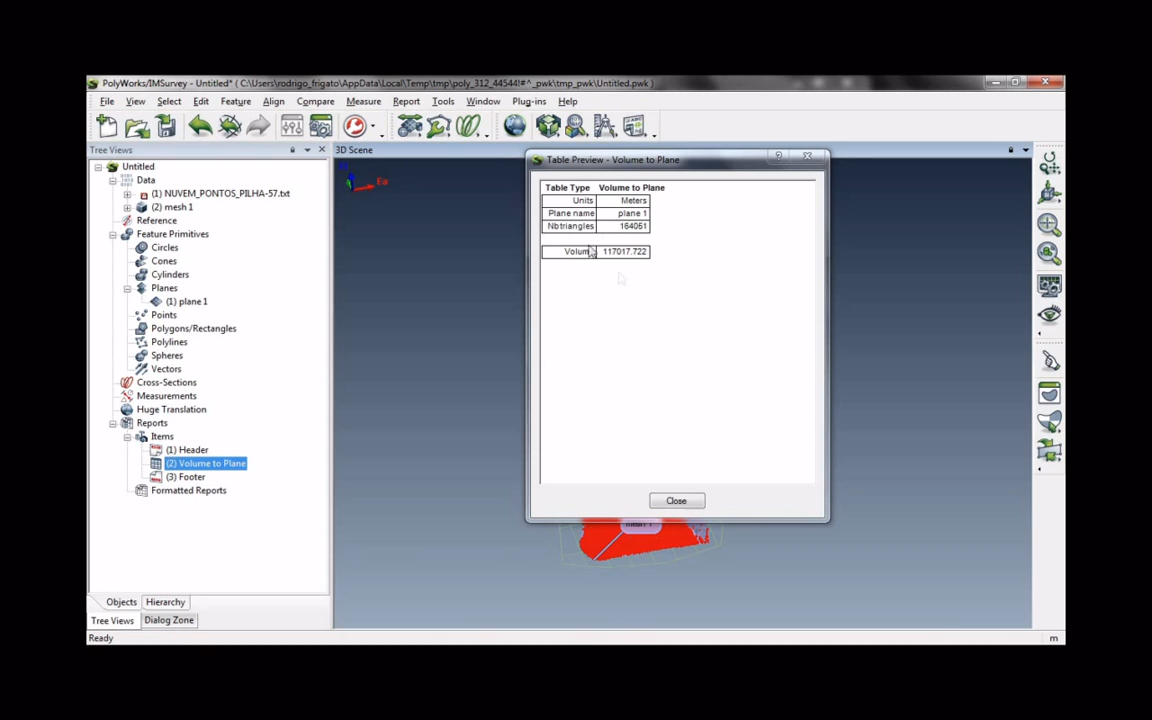 PolyWorks/IMSurvey - Untitled* ( C:\Users\rodrigo_frigato\AppData\Local\Temp\tmp\poly_312_44544!#^_pwk\tmp_pwk\Untitled.pwk )
File View Select Edit Feature Align Compare Measure Report Tools Window Plug-ins Help
Tree Views
3D Scene
Untitled
Data
(1) NUVEM_PONTOS_PILHA-57.txt
(2) mesh 1
Reference
Feature Primitives
Circles
Cones
Cylinders
Planes
(1) plane 1
Points
Polygons/Rectangles
Polylines
Spheres
Vectors
Cross-Sections
Measurements
Huge Translation
Reports
Items
(1) Header
(2) Volume to Plane
(3) Footer
Formatted Reports
Objects Hierarchy
Tree Views Dialog Zone
Ready
Ea
Table Preview - Volume to Plane
Table Type Volume to Plane
Units Meters
Plane name plane 1
Nbtriangles 164051
Volum 117017.722
Close
mesh 1
m